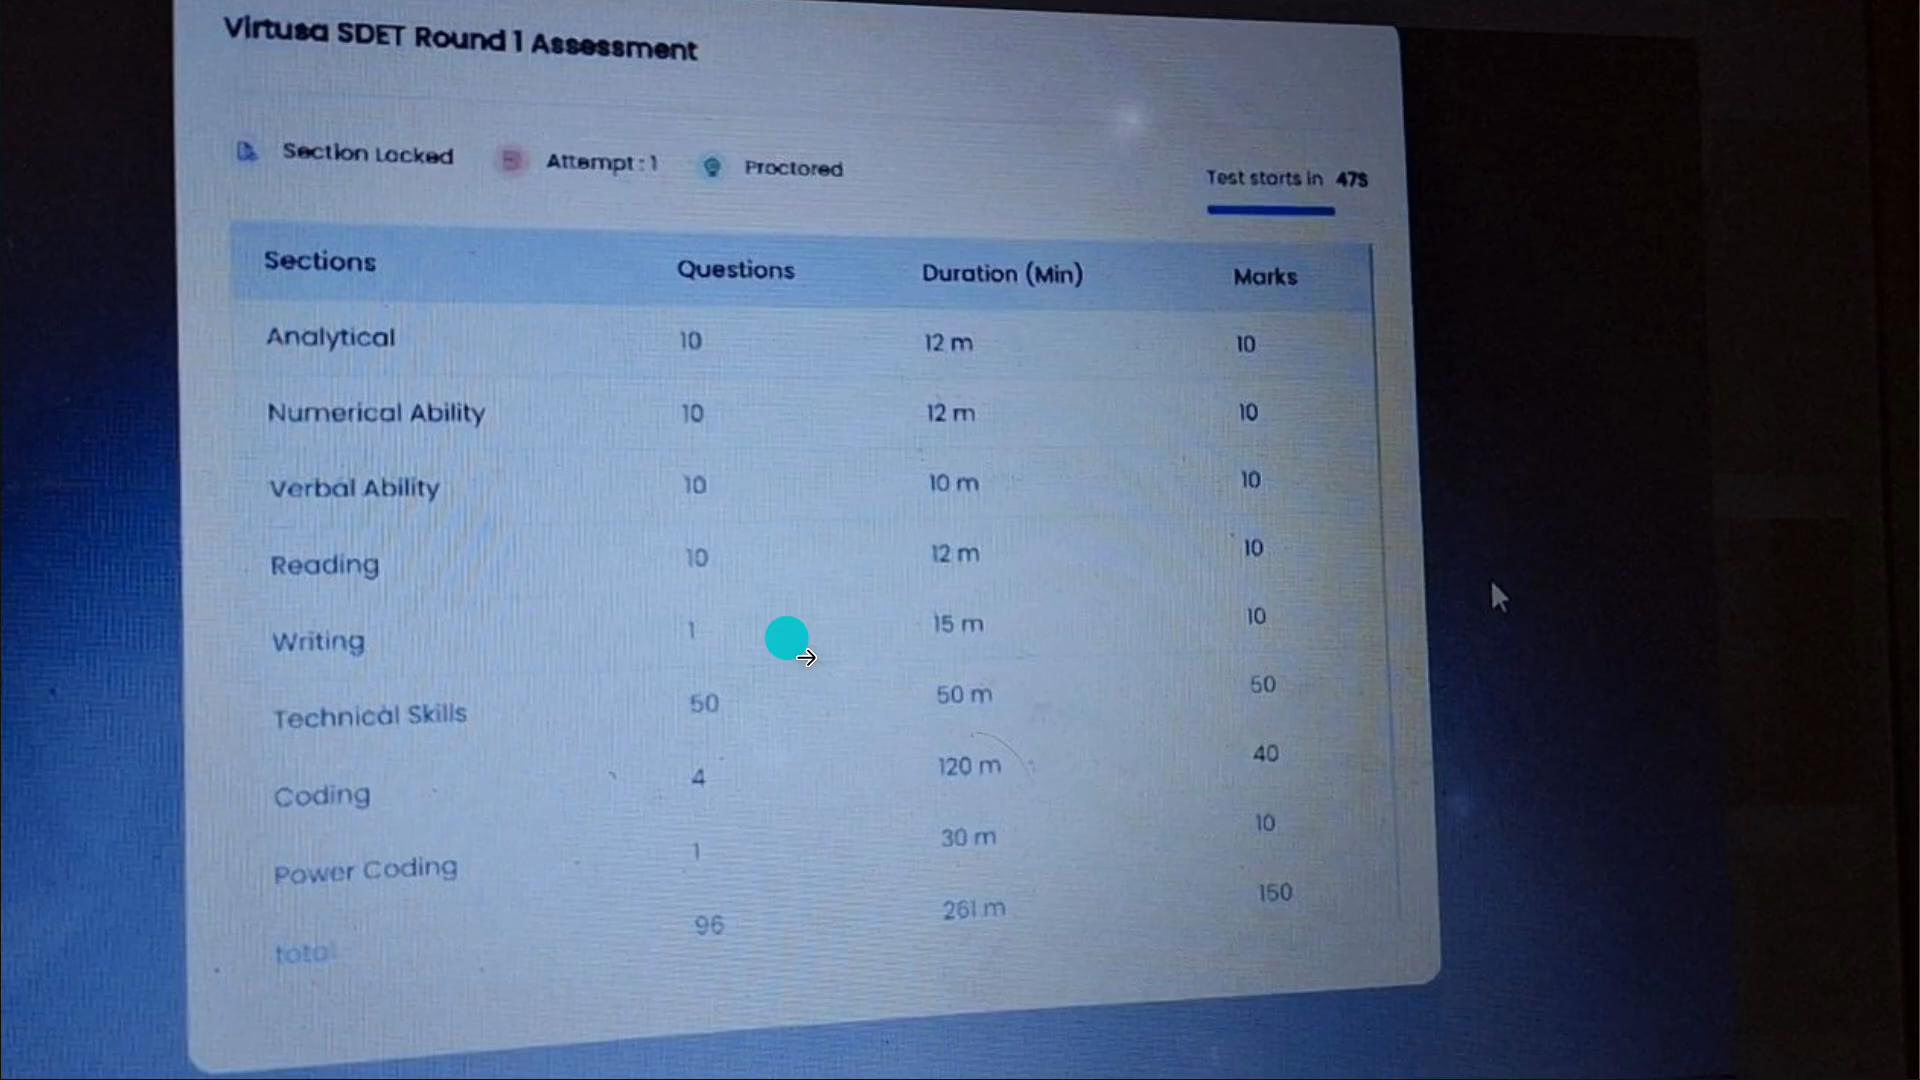 Virtusa SDET Round 1 Assessment
Section Locked Attempt : 1 Proctored Test starts in 47S
Sections Questions Duration (Min) Marks
Analytical 10 12 m 10
Numerical Ability 10 12 m 10
Verbal Ability 10 10 m 10
Reading 10 12 m 10
Writing 1 15 m 10
Technical Skills 50 50 m 50
Coding 4 120 m 40
Power Coding 1 30 m 10
total 96 261 m 150